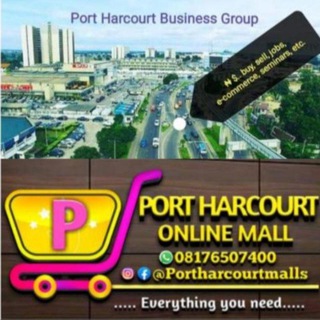 Port Harcourt Business Group
₦ $..buy, sell, jobs,
e-commerce, seminars, etc.
P
PORT HARCOURT
ONLINE MALL
08176507400
@Portharcourtmalls
..... Everything you need.....